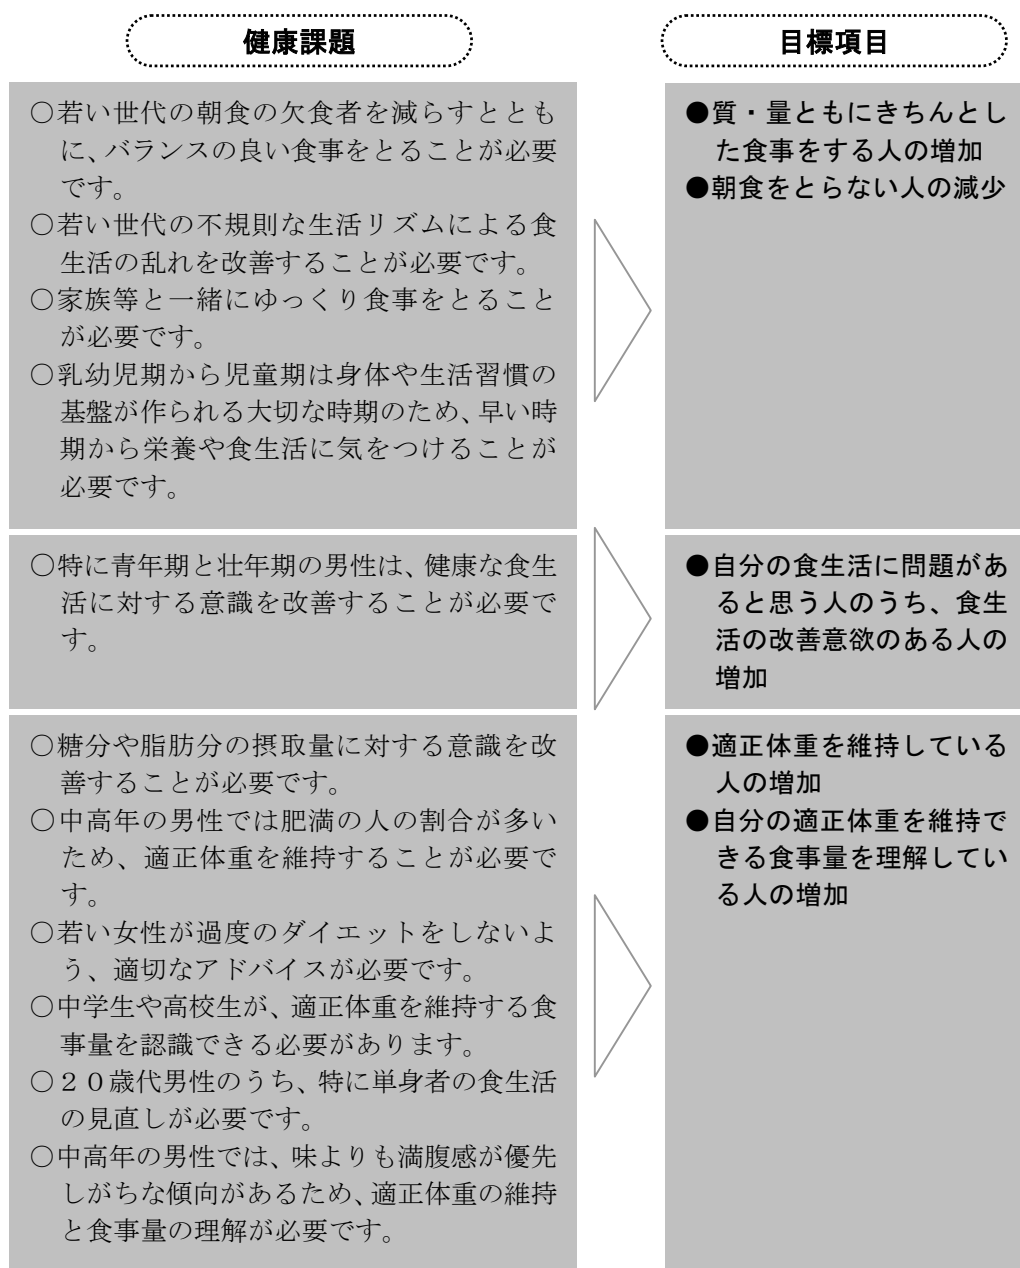 健康課題
目標項目
○若い世代の朝食の欠食者を減らすととも
に、バランスの良い食事をとることが必要
です。
○若い世代の不規則な生活リズムによる食
生活の乱れを改善することが必要です。
○家族等と一緒にゆっくり食事をとること
が必要です。
○乳幼児期から児童期は身体や生活習慣の
基盤が作られる大切な時期のため、早い時
期から栄養や食生活に気をつけることが
必要です。
●質・量ともにきちんとし
た食事をする人の増加
●朝食をとらない人の減少
○特に青年期と壮年期の男性は、健康な食生
活に対する意識を改善することが必要で
す。
●自分の食生活に問題があ
ると思う人のうち、食生
活の改善意欲のある人の
増加
○糖分や脂肪分の摂取量に対する意識を改
善することが必要です。
○中高年の男性では肥満の人の割合が多い
ため、適正体重を維持することが必要で
す。
○若い女性が過度のダイエットをしないよ
う、適切なアドバイスが必要です。
○中学生や高校生が、適正体重を維持する食
事量を認識できる必要があります。
○２０歳代男性のうち、特に単身者の食生活
の見直しが必要です。
○中高年の男性では、味よりも満腹感が優先
しがちな傾向があるため、適正体重の維持
と食事量の理解が必要です。
●適正体重を維持している
人の増加
●自分の適正体重を維持で
きる食事量を理解してい
る人の増加